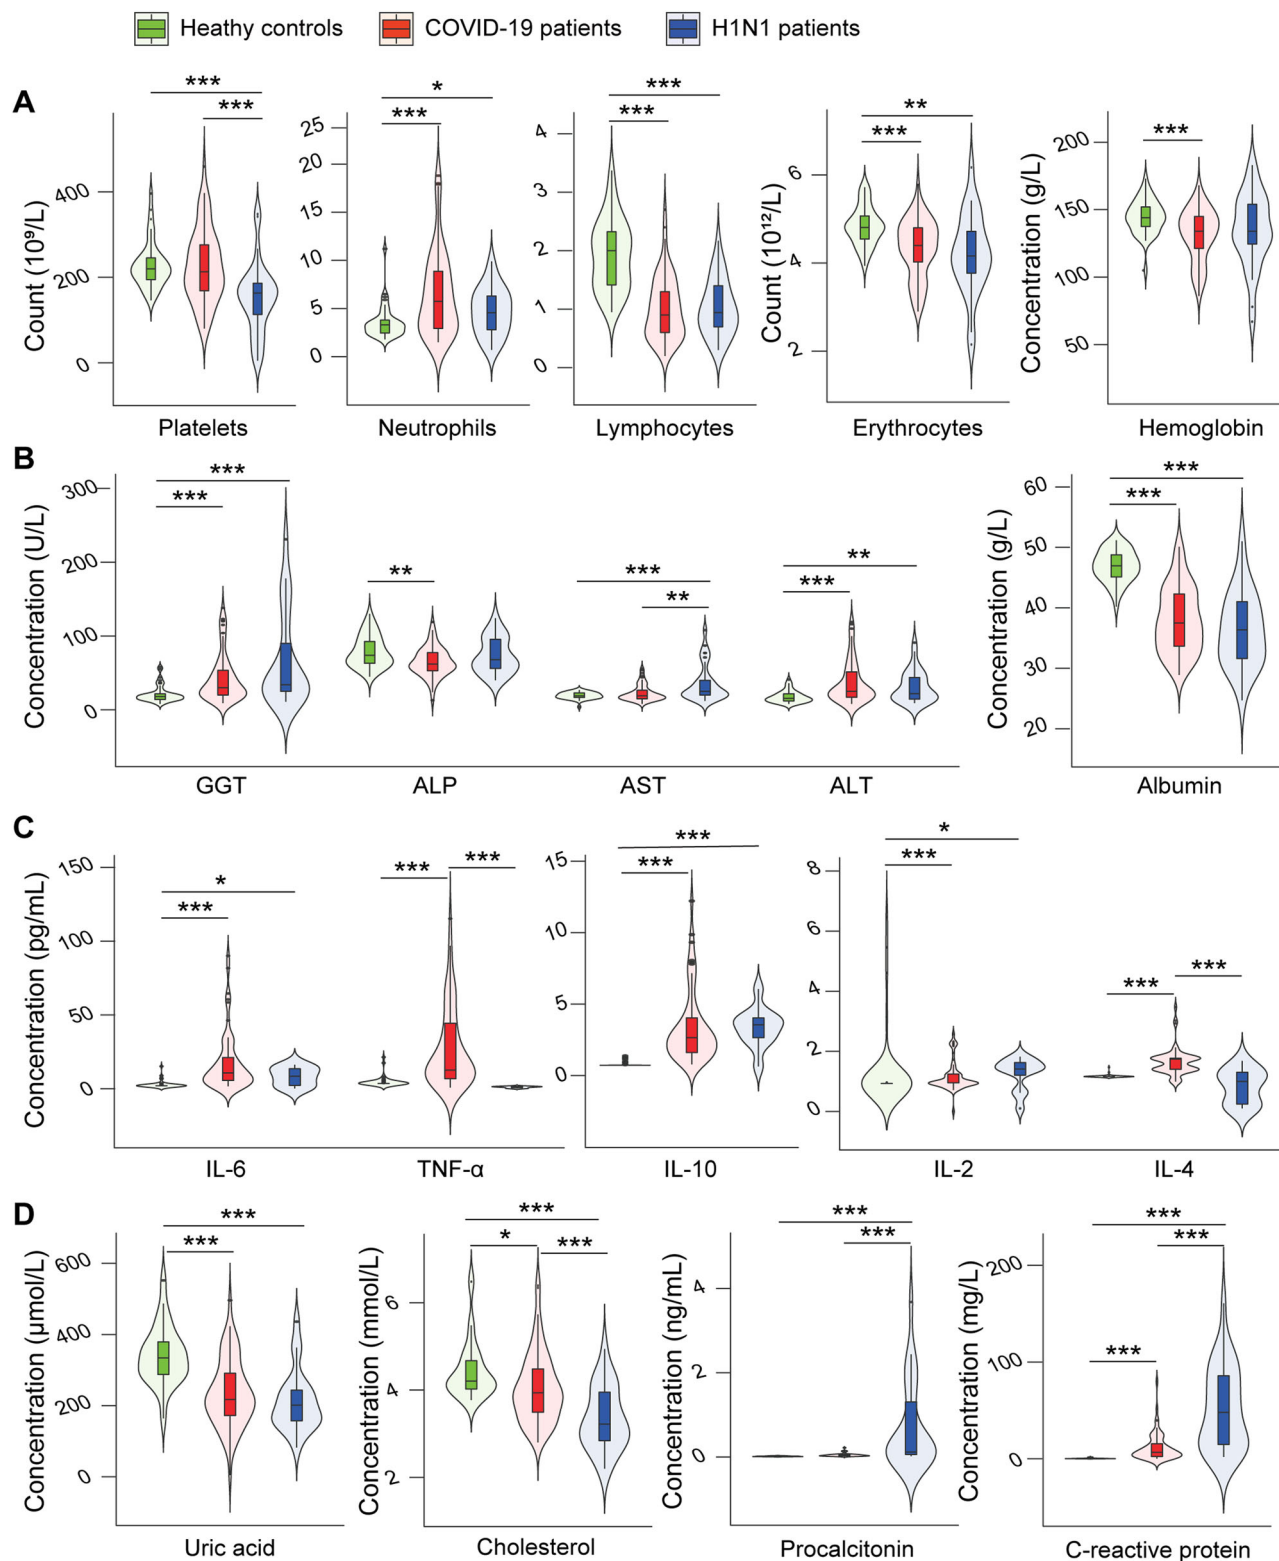 Heathy controls COVID-19 patients H1N1 patients
A
*** *** * *** *** *** ** *** ***
Count (10⁹/L)
400
200
0
Platelets
25
20
15
10
5
0
Neutrophils
4
3
2
1
0
Lymphocytes
Count (10¹²/L)
6
4
2
Erythrocytes
Concentration (g/L)
200
150
100
50
Hemoglobin
B
Concentration (U/L)
300
200
100
0
*** *** ** *** ** ** ***
GGT ALP AST ALT
Concentration (g/L)
60
50
40
30
20
*** ***
Albumin
C
Concentration (pg/mL)
150
100
50
0
* *** *** ***
IL-6 TNF-α
15
10
5
0
*** ***
IL-10
8
6
4
2
0
* *** *** ***
IL-2 IL-4
D
Concentration (µmol/L)
600
400
200
0
*** ***
Uric acid
Concentration (mmol/L)
6
4
2
*** * ***
Cholesterol
Concentration (ng/mL)
4
2
0
*** ***
Procalcitonin
Concentration (mg/L)
200
100
0
*** *** ***
C-reactive protein